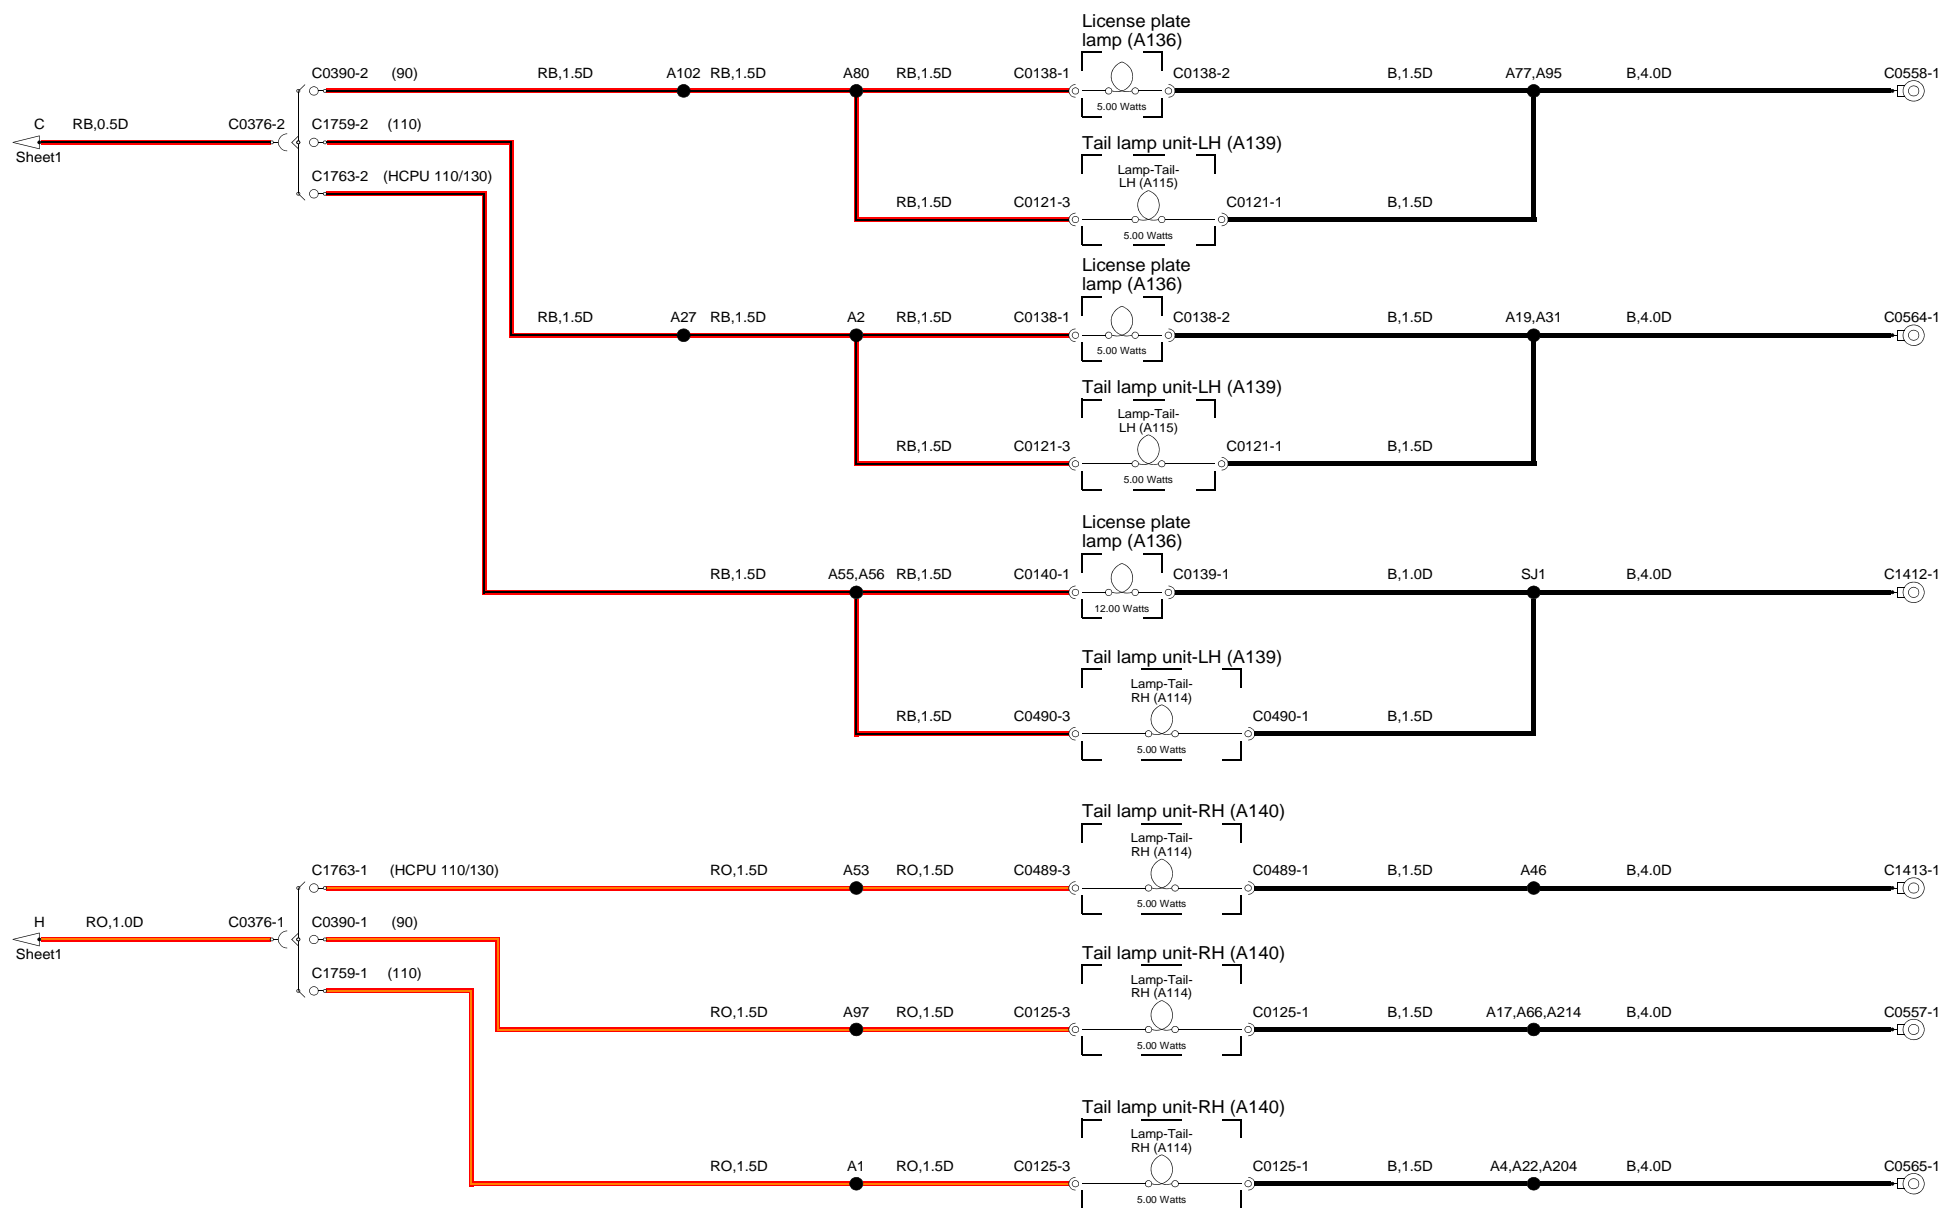 License plate
lamp (A136)
C0390-2 (90) RB,1.5D A102 RB,1.5D A80 RB,1.5D C0138-1 C0138-2 B,1.5D A77,A95 B,4.0D C0558-1
5.00 Watts
C RB,0.5D C0376-2 C1759-2 (110)
Sheet1
Tail lamp unit-LH (A139)
Lamp-Tail-
LH (A115)
C1763-2 (HCPU 110/130)
RB,1.5D C0121-3 C0121-1 B,1.5D
5.00 Watts
License plate
lamp (A136)
RB,1.5D A27 RB,1.5D A2 RB,1.5D C0138-1 C0138-2 B,1.5D A19,A31 B,4.0D C0564-1
5.00 Watts
Tail lamp unit-LH (A139)
Lamp-Tail-
LH (A115)
RB,1.5D C0121-3 C0121-1 B,1.5D
5.00 Watts
License plate
lamp (A136)
RB,1.5D A55,A56 RB,1.5D C0140-1 C0139-1 B,1.0D SJ1 B,4.0D C1412-1
12.00 Watts
Tail lamp unit-LH (A139)
Lamp-Tail-
RH (A114)
RB,1.5D C0490-3 C0490-1 B,1.5D
5.00 Watts
Tail lamp unit-RH (A140)
Lamp-Tail-
RH (A114)
C1763-1 (HCPU 110/130) RO,1.5D A53 RO,1.5D C0489-3 C0489-1 B,1.5D A46 B,4.0D C1413-1
5.00 Watts
H RO,1.0D C0376-1 C0390-1 (90)
Sheet1
Tail lamp unit-RH (A140)
C1759-1 (110)
Lamp-Tail-
RH (A114)
RO,1.5D A97 RO,1.5D C0125-3 C0125-1 B,1.5D A17,A66,A214 B,4.0D C0557-1
5.00 Watts
Tail lamp unit-RH (A140)
Lamp-Tail-
RH (A114)
RO,1.5D A1 RO,1.5D C0125-3 C0125-1 B,1.5D A4,A22,A204 B,4.0D C0565-1
5.00 Watts